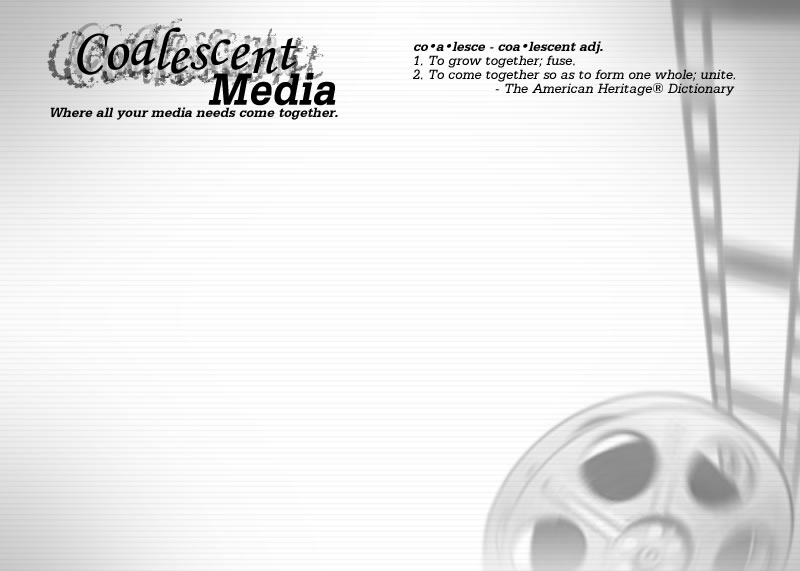 Coalescent
Media
Where all your media needs come together.
co•a•lesce - coa•lescent adj.
1. To grow together; fuse.
2. To come together so as to form one whole; unite.
- The American Heritage® Dictionary